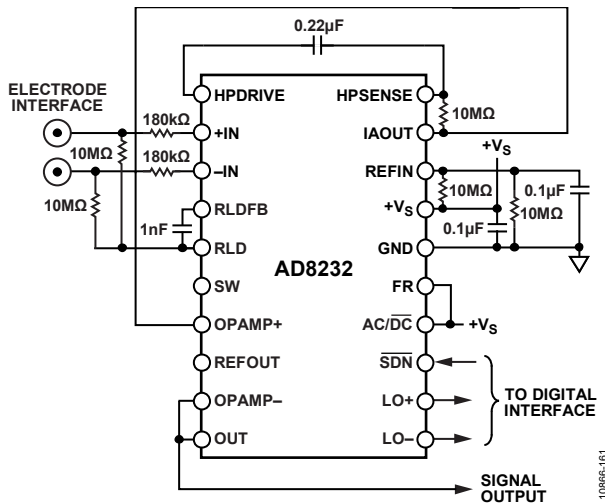 0.22µF
ELECTRODE
INTERFACE
HPDRIVE
HPSENSE
10MΩ
180kΩ
+IN
IAOUT
+VS
10MΩ
180kΩ
–IN
REFIN
10MΩ
0.1µF
10MΩ
RLDFB
+VS
10MΩ
1nF
0.1µF
RLD
GND
AD8232
SW
FR
OPAMP+
AC/DC
+VS
REFOUT
SDN
OPAMP–
LO+
TO DIGITAL
INTERFACE
OUT
LO–
SIGNAL
OUTPUT
10866-161